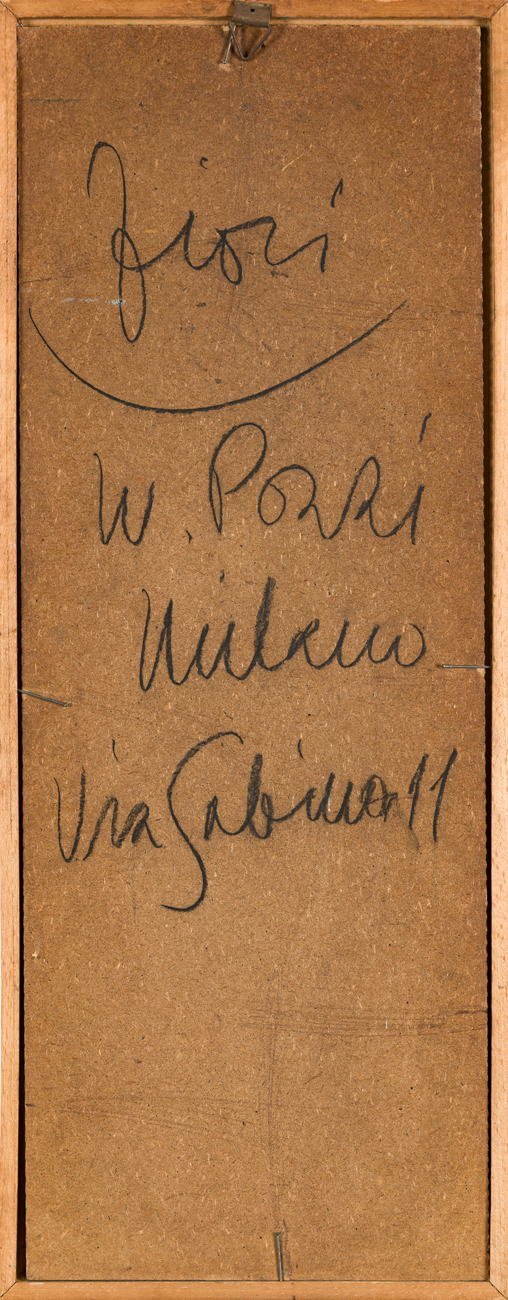 Fiori
W. Pozzi
Milano
Via Sabina 11